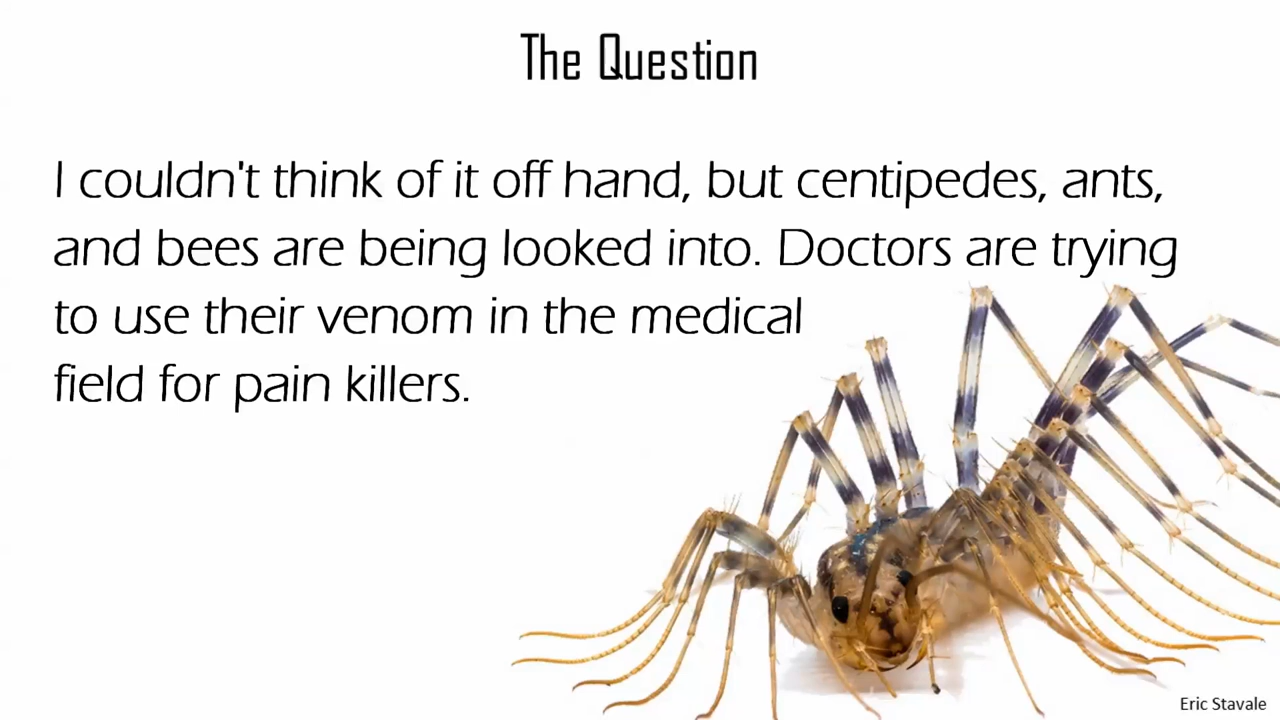 The Question
I couldn't think of it off hand, but centipedes, ants,
and bees are being looked into. Doctors are trying
to use their venom in the medical
field for pain killers.
Eric Stavale